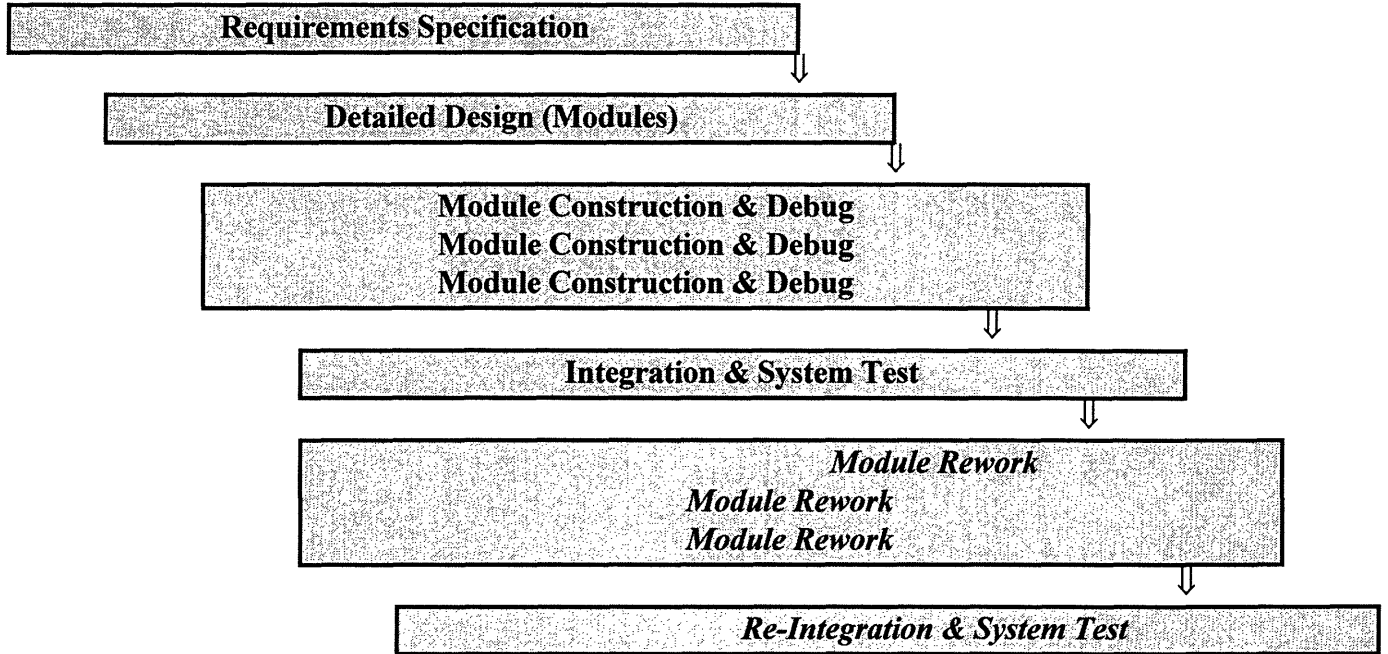 Requirements Specification
Detailed Design (Modules)
Module Construction & Debug
Module Construction & Debug
Module Construction & Debug
Integration & System Test
Module Rework
Module Rework
Module Rework
Re-Integration & System Test